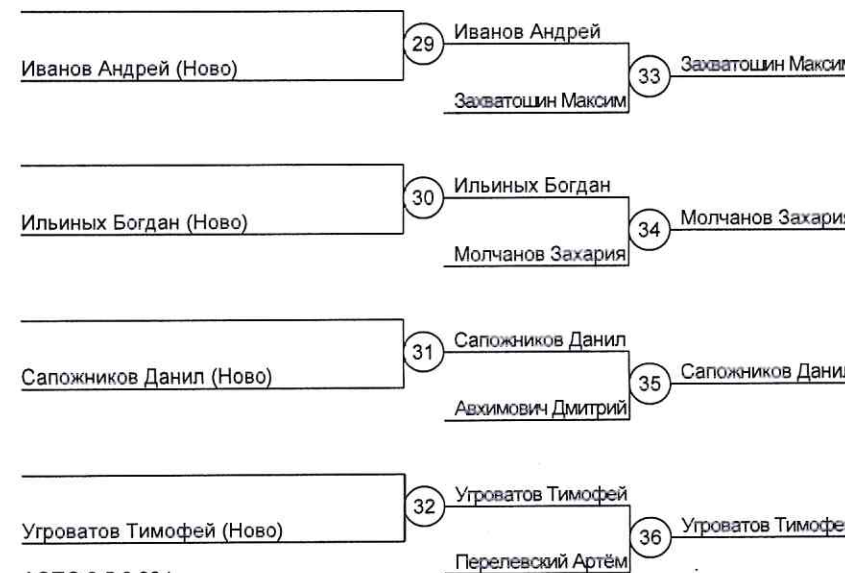 29
Иванов Андрей
Иванов Андрей (Ново)
33
Захватошин Максим
Захватошин Максим
30
Ильиных Богдан
Ильиных Богдан (Ново)
34
Молчанов Захария
Молчанов Захария
31
Сапожников Данил
Сапожников Данил (Ново)
35
Сапожников Данил
Авхимович Дмитрий
32
Угроватов Тимофей
Угроватов Тимофей (Ново)
36
Угроватов Тимофе
Перелевский Артём